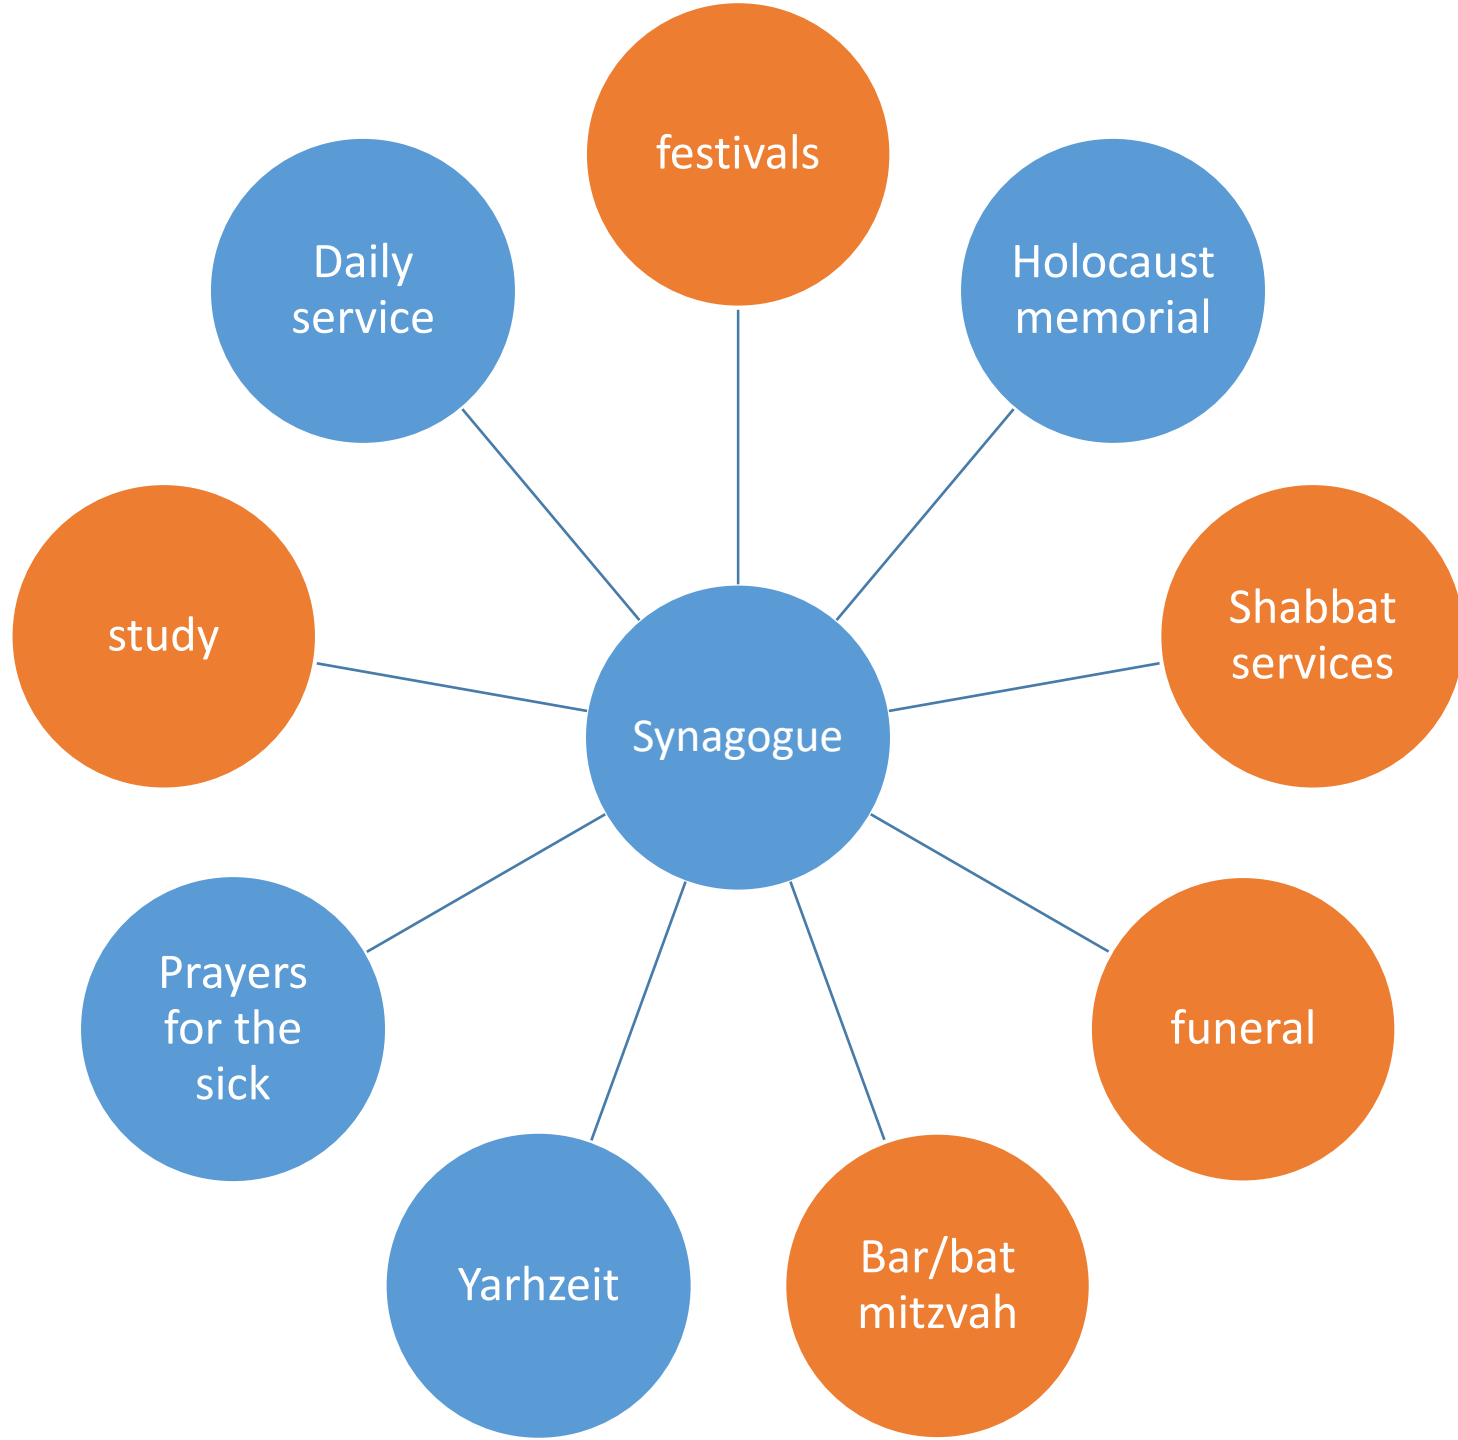 festivals
Daily
service
Holocaust
memorial
study
Shabbat
services
Synagogue
Prayers
for the
sick
funeral
Yarhzeit
Bar/bat
mitzvah